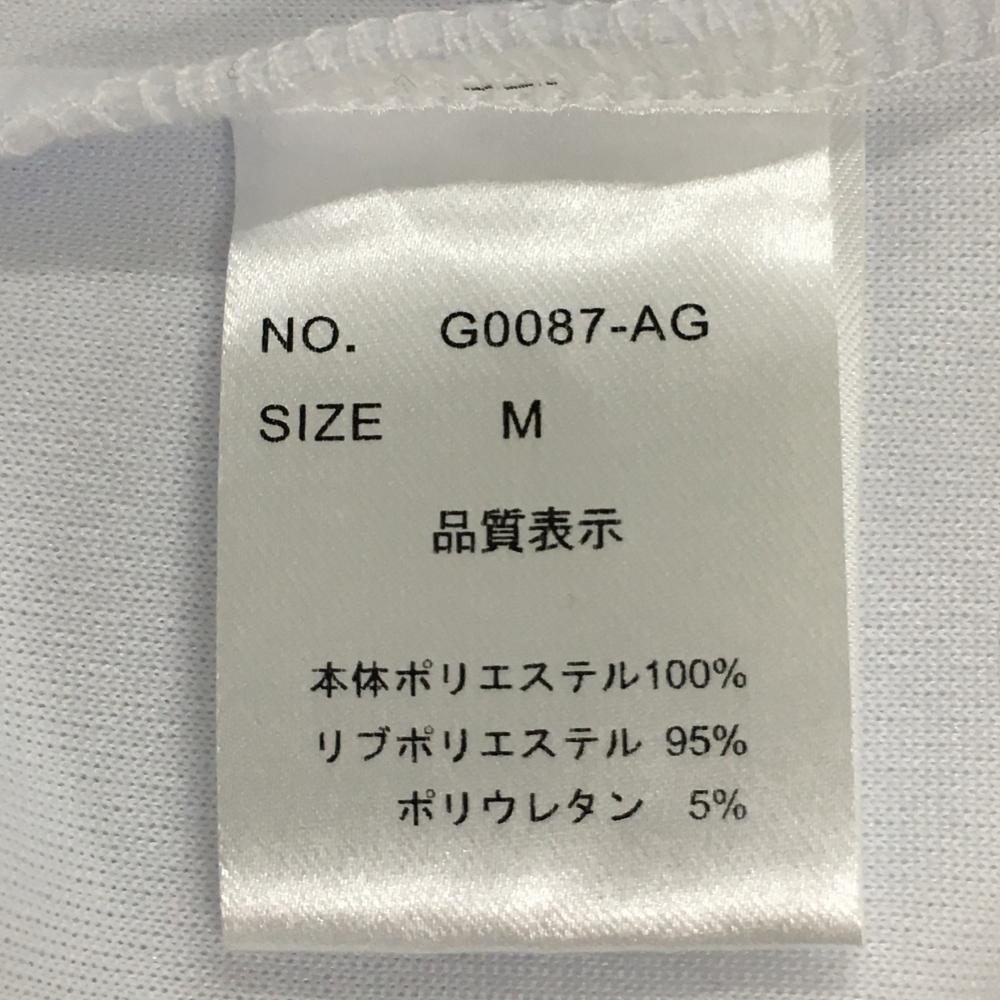 NO. G0087-AG
SIZE M
品質表示
本体ポリエステル100%
リブポリエステル 95%
ポリウレタン 5%